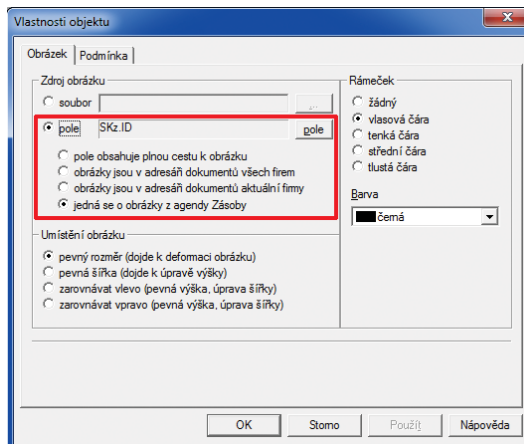 Vlastnosti objektu
Obrázek
Podmínka
Zdroj obrázku
soubor
...
pole
SKz.ID
pole
pole obsahuje plnou cestu k obrázku
obrázky jsou v adresáři dokumentů všech firem
obrázky jsou v adresáři dokumentů aktuální firmy
jedná se o obrázky z agendy Zásoby
Umístění obrázku
pevný rozměr (dojde k deformaci obrázku)
pevná šířka (dojde k úpravě výšky)
zarovnávat vlevo (pevná výška, úprava šířky)
zarovnávat vpravo (pevná výška, úprava šířky)
Rámeček
žádný
vlasová čára
tenká čára
střední čára
tlustá čára
Barva
černá
OK
Storno
Použít
Nápověda